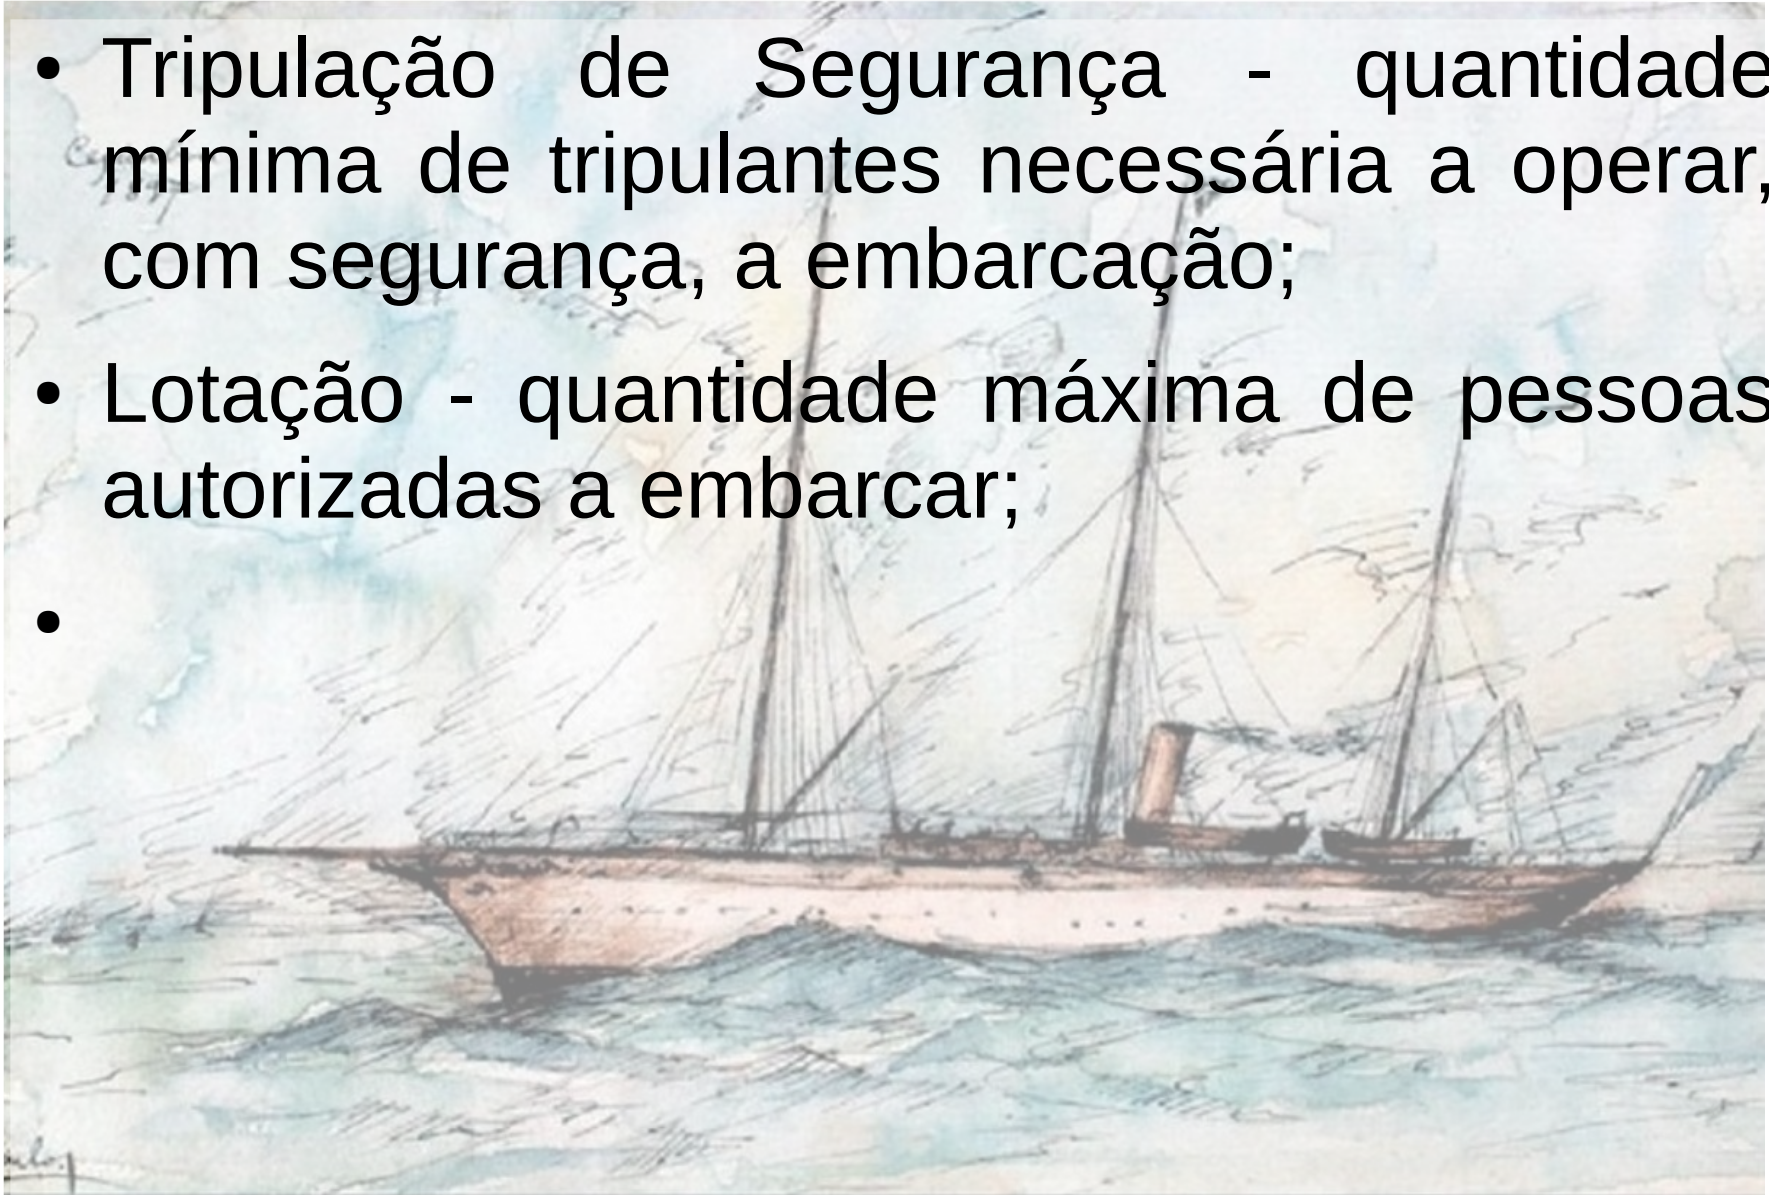 • Tripulação de Segurança - quantidade
mínima de tripulantes necessária a operar,
com segurança, a embarcação;
• Lotação - quantidade máxima de pessoas
autorizadas a embarcar;
•